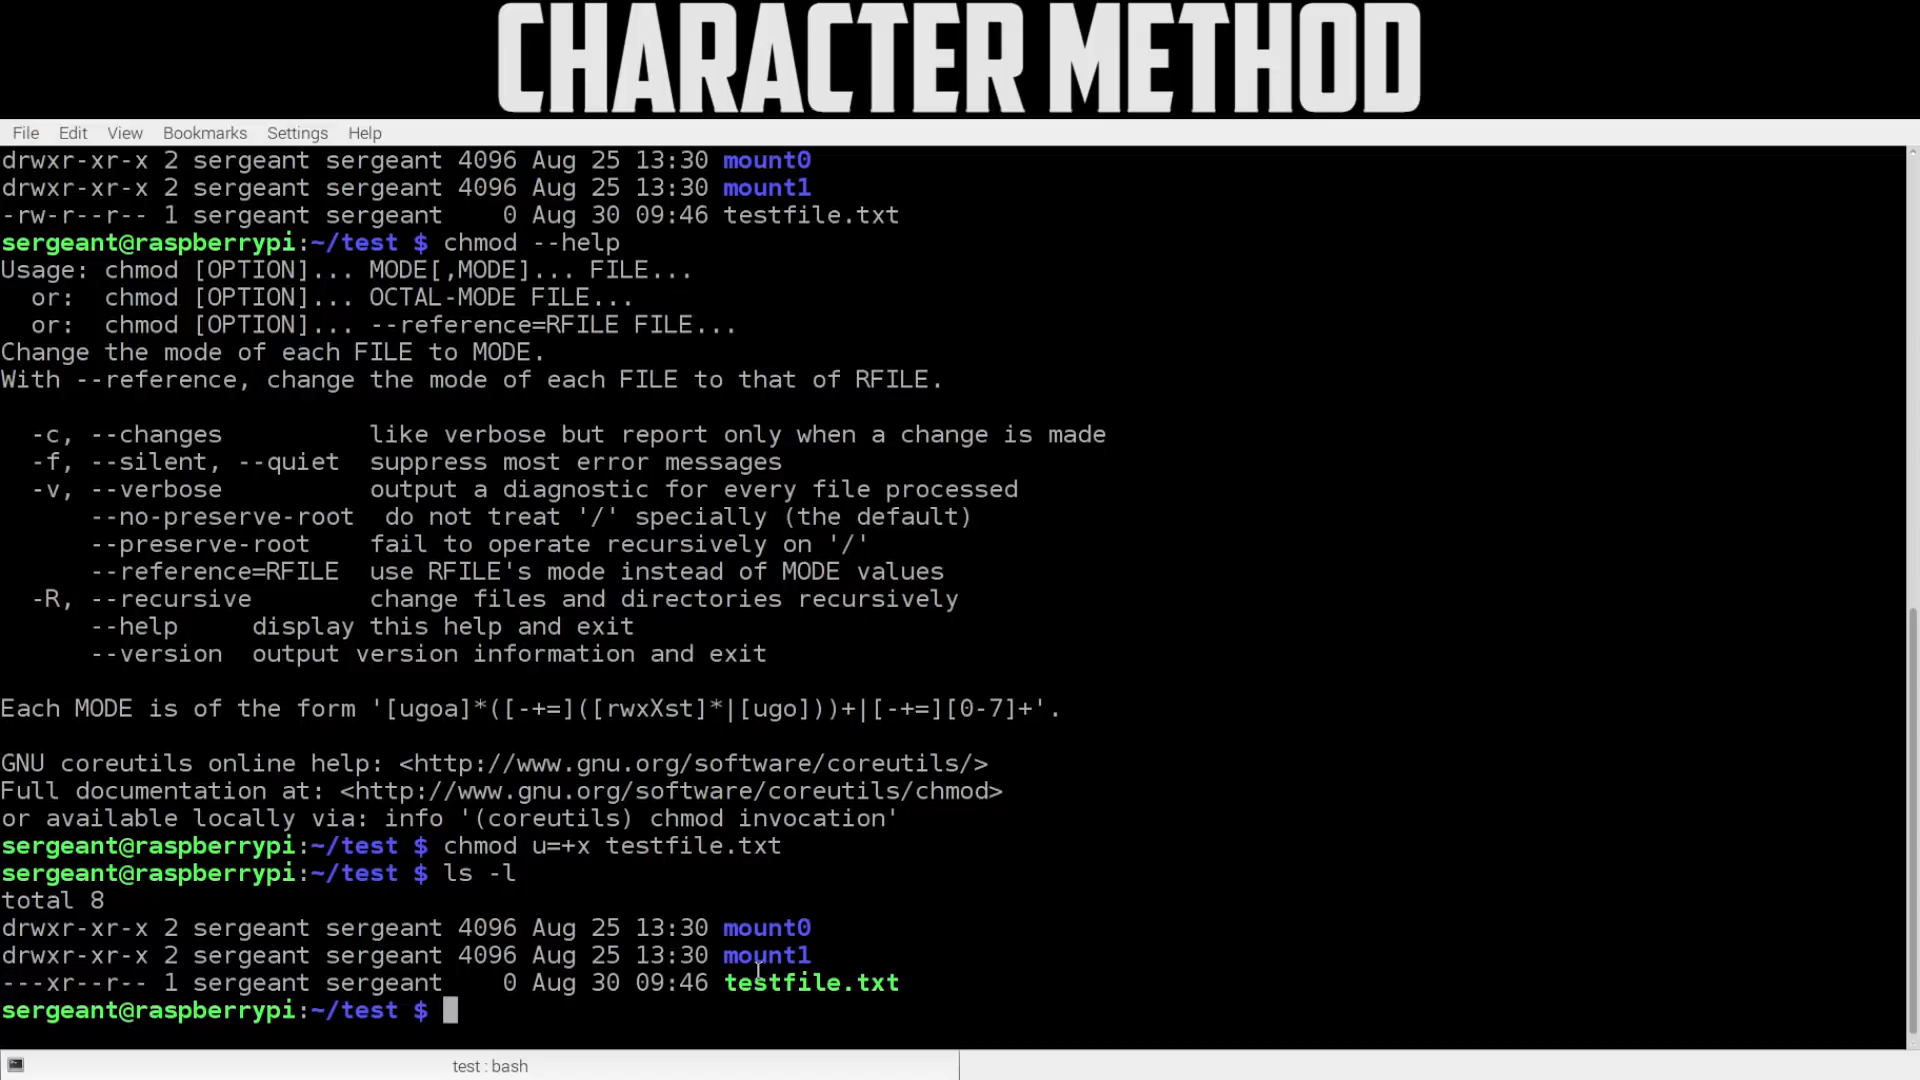 CHARACTER METHOD
File Edit View Bookmarks Settings Help
drwxr-xr-x 2 sergeant sergeant 4096 Aug 25 13:30 mount0
drwxr-xr-x 2 sergeant sergeant 4096 Aug 25 13:30 mount1
-rw-r--r-- 1 sergeant sergeant    0 Aug 30 09:46 testfile.txt
sergeant@raspberrypi:~/test $ chmod --help
Usage: chmod [OPTION]... MODE[,MODE]... FILE...
  or:  chmod [OPTION]... OCTAL-MODE FILE...
  or:  chmod [OPTION]... --reference=RFILE FILE...
Change the mode of each FILE to MODE.
With --reference, change the mode of each FILE to that of RFILE.
  -c, --changes          like verbose but report only when a change is made
  -f, --silent, --quiet  suppress most error messages
  -v, --verbose          output a diagnostic for every file processed
      --no-preserve-root  do not treat '/' specially (the default)
      --preserve-root    fail to operate recursively on '/'
      --reference=RFILE  use RFILE's mode instead of MODE values
  -R, --recursive        change files and directories recursively
      --help     display this help and exit
      --version  output version information and exit
Each MODE is of the form '[ugoa]*([-+=]([rwxXst]*|[ugo]))+|[-+=][0-7]+'.
GNU coreutils online help: <http://www.gnu.org/software/coreutils/>
Full documentation at: <http://www.gnu.org/software/coreutils/chmod>
or available locally via: info '(coreutils) chmod invocation'
sergeant@raspberrypi:~/test $ chmod u=+x testfile.txt
sergeant@raspberrypi:~/test $ ls -l
total 8
drwxr-xr-x 2 sergeant sergeant 4096 Aug 25 13:30 mount0
drwxr-xr-x 2 sergeant sergeant 4096 Aug 25 13:30 mount1
---xr--r-- 1 sergeant sergeant    0 Aug 30 09:46 testfile.txt
sergeant@raspberrypi:~/test $
test : bash